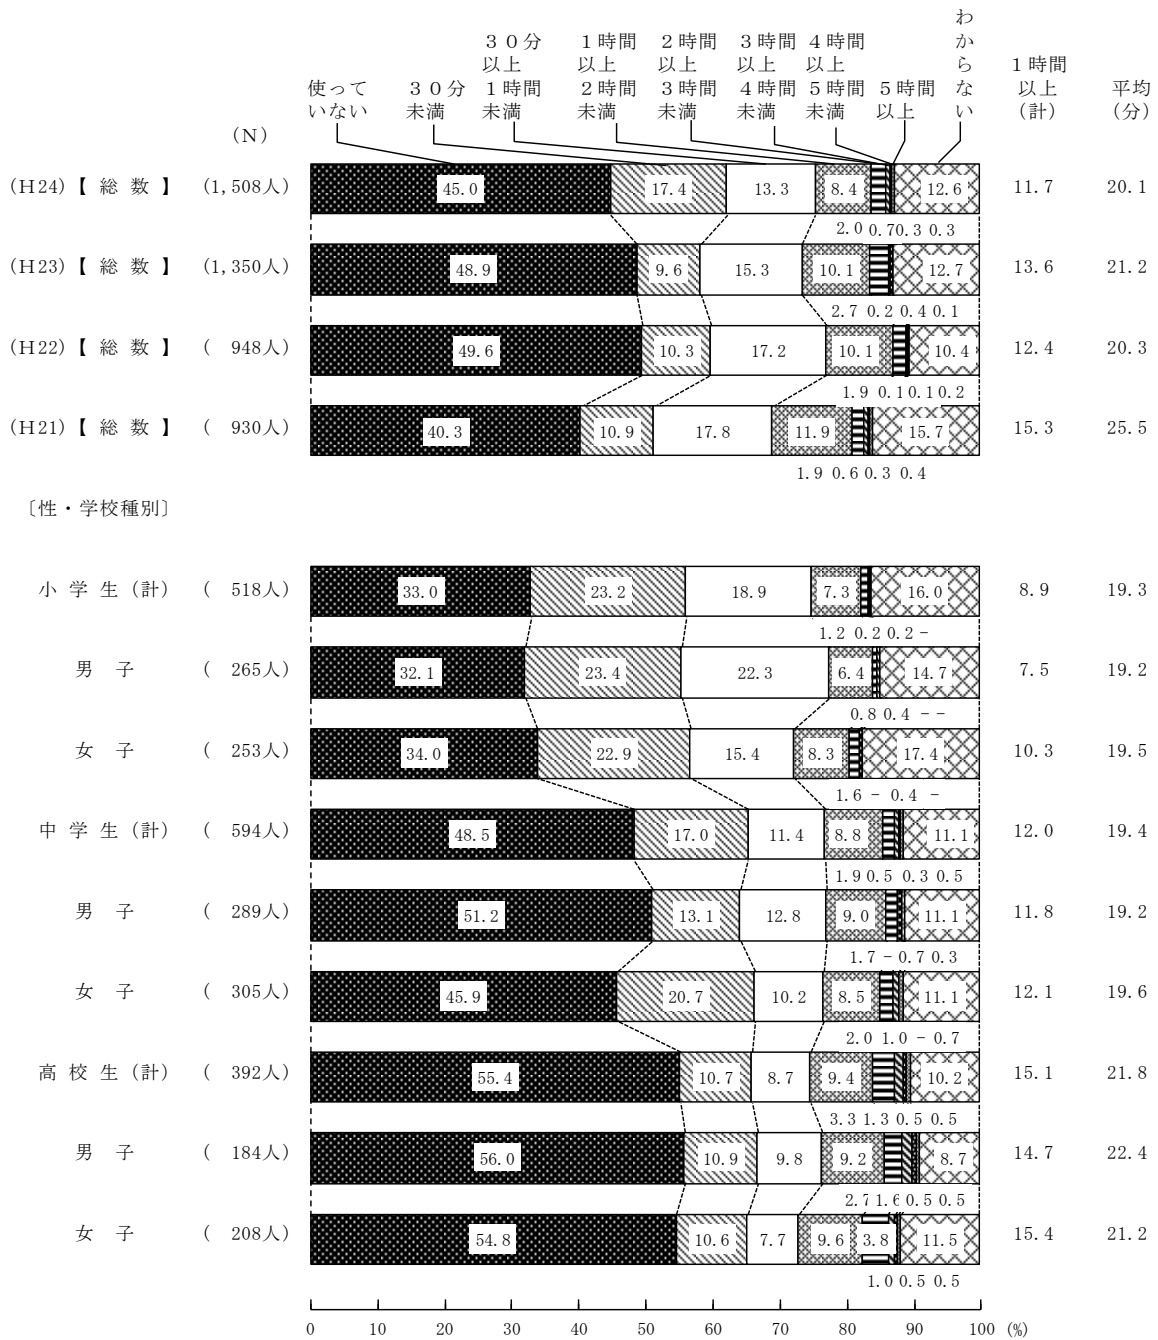 使って
いない
３０分
未満
３０分
以上
１時間
未満
１時間
以上
２時間
未満
２時間
以上
３時間
未満
３時間
以上
４時間
未満
４時間
以上
５時間
未満
５時間
以上
わからない
１時間
以上
（計）
平均
（分）
（Ｎ）
(H24)【 総 数 】 (1,508人) 45.0 17.4 13.3 8.4 12.6 11.7 20.1
2.0 0.7 0.3 0.3
(H23)【 総 数 】 (1,350人) 48.9 9.6 15.3 10.1 12.7 13.6 21.2
2.7 0.2 0.4 0.1
(H22)【 総 数 】 ( 948人) 49.6 10.3 17.2 10.1 10.4 12.4 20.3
1.9 0.1 0.1 0.2
(H21)【 総 数 】 ( 930人) 40.3 10.9 17.8 11.9 15.7 15.3 25.5
1.9 0.6 0.3 0.4
〔性・学校種別〕
小 学 生（計） ( 518人) 33.0 23.2 18.9 7.3 16.0 8.9 19.3
1.2 0.2 0.2 -
男 子 ( 265人) 32.1 23.4 22.3 6.4 14.7 7.5 19.2
0.8 0.4 - -
女 子 ( 253人) 34.0 22.9 15.4 8.3 17.4 10.3 19.5
1.6 - 0.4 -
中 学 生（計） ( 594人) 48.5 17.0 11.4 8.8 11.1 12.0 19.4
1.9 0.5 0.3 0.5
男 子 ( 289人) 51.2 13.1 12.8 9.0 11.1 11.8 19.2
1.7 - 0.7 0.3
女 子 ( 305人) 45.9 20.7 10.2 8.5 11.1 12.1 19.6
2.0 1.0 - 0.7
高 校 生（計） ( 392人) 55.4 10.7 8.7 9.4 10.2 15.1 21.8
3.3 1.3 0.5 0.5
男 子 ( 184人) 56.0 10.9 9.8 9.2 8.7 14.7 22.4
2.7 1.6 0.5 0.5
女 子 ( 208人) 54.8 10.6 7.7 9.6 3.8 11.5 15.4 21.2
1.0 0.5 0.5
0 10 20 30 40 50 60 70 80 90 100 (%)